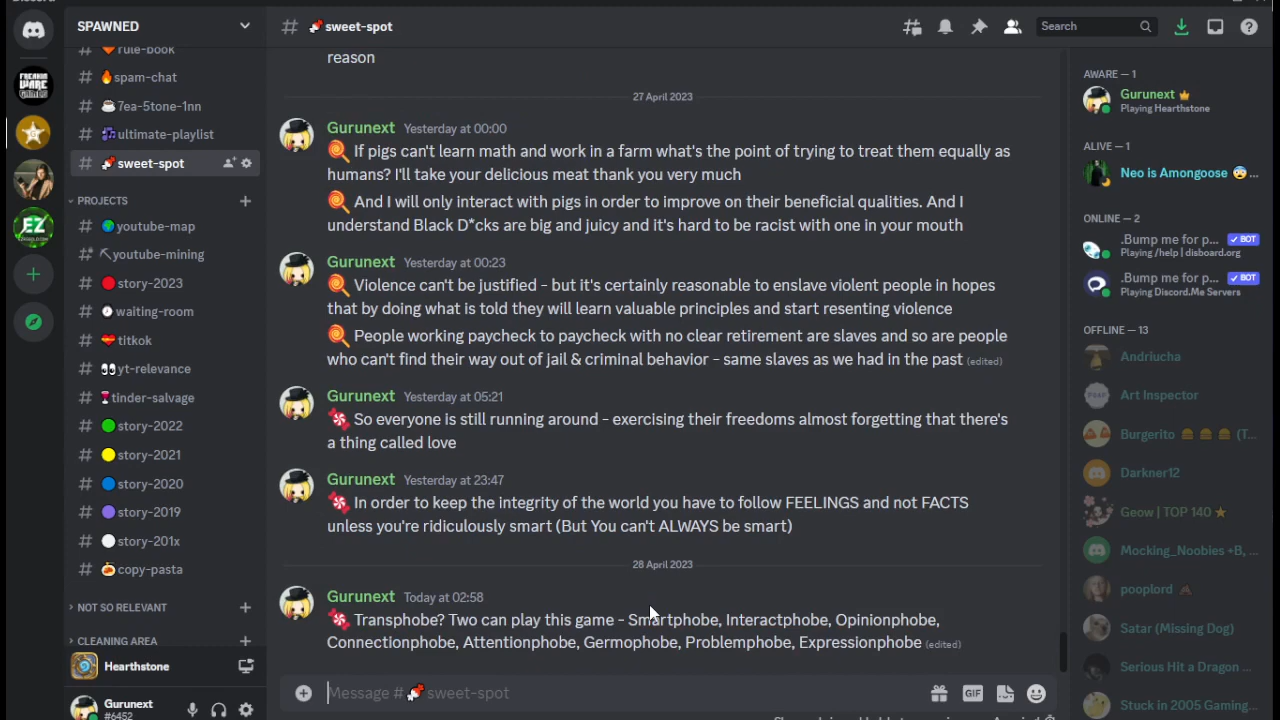 SPAWNED
rule-book
spam-chat
7ea-5tone-1nn
ultimate-playlist
sweet-spot
PROJECTS
youtube-map
youtube-mining
story-2023
waiting-room
titkok
yt-relevance
tinder-salvage
story-2022
story-2021
story-2020
story-2019
story-201x
copy-pasta
NOT SO RELEVANT
CLEANING AREA
Hearthstone
Gurunext
#6452
FREAKIN
WARE
GAMES
EZ
# sweet-spot
Search
reason
27 April 2023
Gurunext Yesterday at 00:00
If pigs can't learn math and work in a farm what's the point of trying to treat them equally as
humans? I'll take your delicious meat thank you very much
And I will only interact with pigs in order to improve on their beneficial qualities. And I
understand Black D*cks are big and juicy and it's hard to be racist with one in your mouth
Gurunext Yesterday at 00:23
Violence can't be justified - but it's certainly reasonable to enslave violent people in hopes
that by doing what is told they will learn valuable principles and start resenting violence
People working paycheck to paycheck with no clear retirement are slaves and so are people
who can't find their way out of jail & criminal behavior - same slaves as we had in the past (edited)
Gurunext Yesterday at 05:21
So everyone is still running around - exercising their freedoms almost forgetting that there's
a thing called love
Gurunext Yesterday at 23:47
In order to keep the integrity of the world you have to follow FEELINGS and not FACTS
unless you're ridiculously smart (But You can't ALWAYS be smart)
28 April 2023
Gurunext Today at 02:58
Transphobe? Two can play this game - Smartphobe, Interactphobe, Opinionphobe,
Connectionphobe, Attentionphobe, Germophobe, Problemphobe, Expressionphobe (edited)
Message # sweet-spot
GIF
AWARE — 1
Gurunext
Playing Hearthstone
ALIVE — 1
Neo is Amongoose ...
ONLINE — 2
.Bump me for p... ✓ BOT
Playing /help | disboard.org
.Bump me for p... ✓ BOT
Playing Discord.Me Servers
OFFLINE — 13
Andriucha
Art Inspector
Burgerito (T...
Darkner12
Geow | TOP 140 ★
Mocking_Noobies +B, ...
pooplord
Satar (Missing Dog)
Serious Hit a Dragon ...
Stuck in 2005 Gaming...